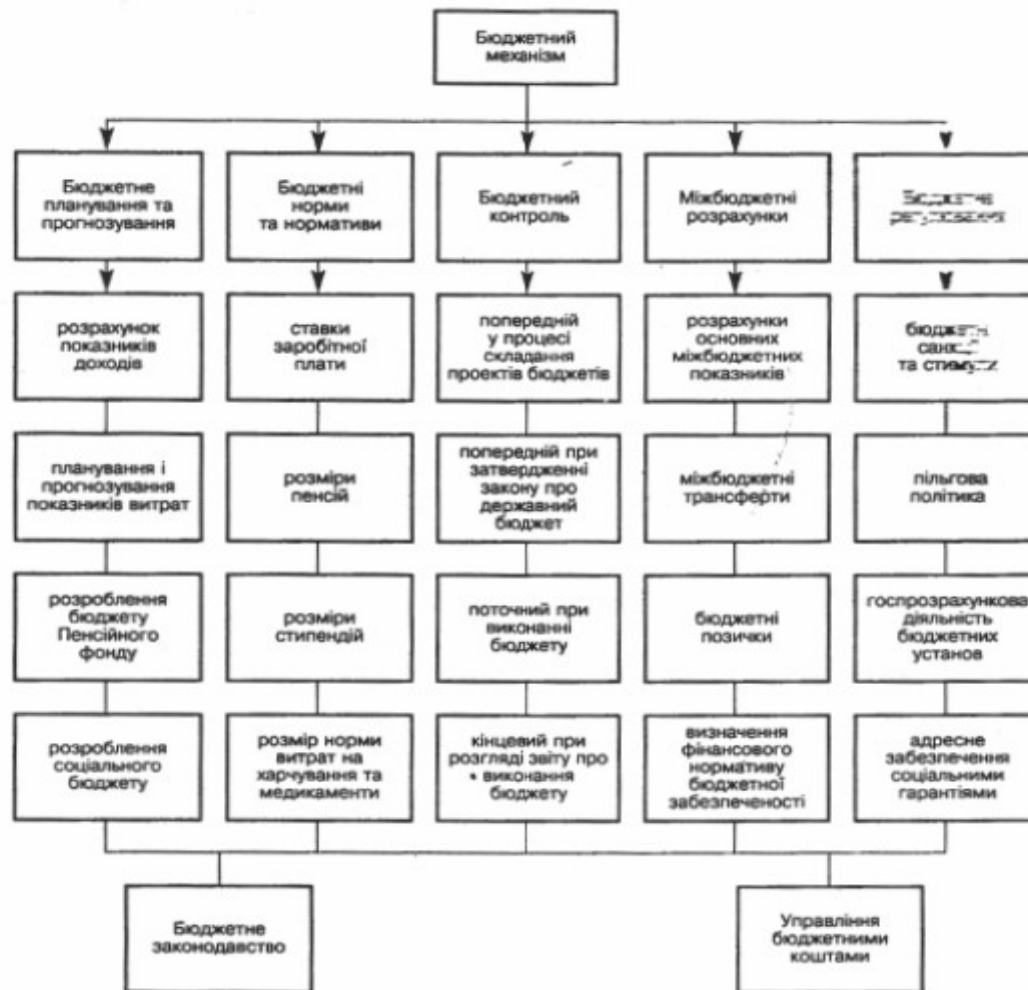 Бюджетний
механізм
Бюджетне
планування та
прогнозування
Бюджетні
норми
та нормативи
Бюджетний
контроль
Міжбюджетні
розрахунки
розрахунок
показників
доходів
ставки
заробітної
плати
попередній
у процесі
складання
проектів бюджетів
розрахунки
основних
міжбюджетних
показників
бюджетні
та
планування і
прогнозування
показників витрат
розміри
пенсій
попередній при
затвердженні
закону про
державний
бюджет
міжбюджетні
трансферти
пільгова
політика
розроблення
бюджету
Пенсійного
фонду
розміри
стипендій
поточний при
виконанні
бюджету
бюджетні
позички
госпрозрахункова
діяльність
бюджетних
установ
розроблення
соціального
бюджету
розмір норми
витрат на
харчування та
медикаменти
кінцевий при
розгляді звіту про
виконання
бюджету
визначення
фінансового
нормативу
бюджетної
забезпеченості
адресне
забезпечення
соціальними
гарантіями
Бюджетне
законодавство
Управління
бюджетними
коштами